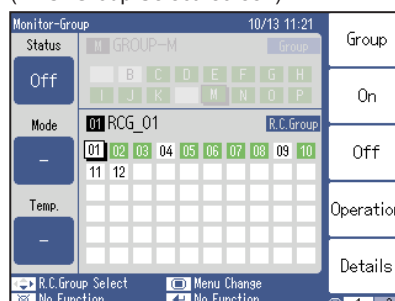 Monitor-Group 10/13 11:21
Status M GROUP-M Group
Off
B C D E F G H
I J K M N O P
Mode 01 RCG_01 R.C.Group
–
01 02 03 04 05 06 07 08 09 10
11 12
Temp.
–
R.C.Group Select Menu Change
No Function No Function
Group
On
Off
Operation
Details
1